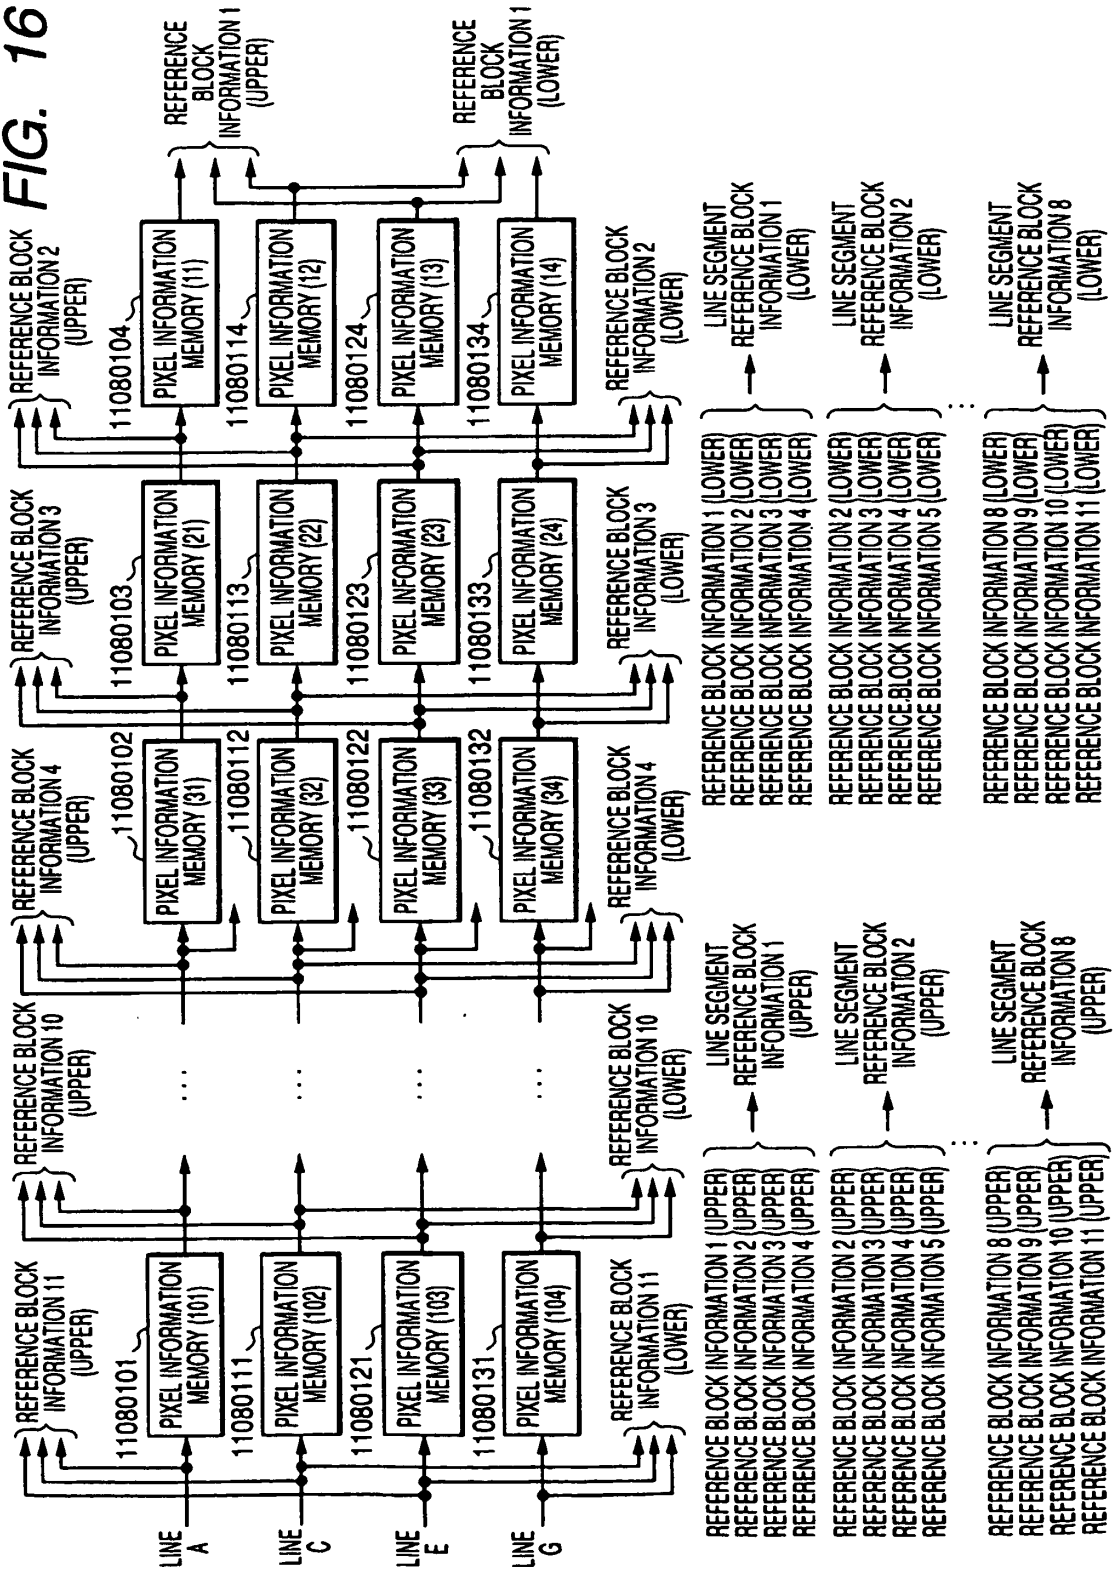 FIG. 16
REFERENCE BLOCK
INFORMATION 11
(UPPER)
REFERENCE BLOCK
INFORMATION 10
(UPPER)
REFERENCE BLOCK
INFORMATION 4
(UPPER)
REFERENCE BLOCK
INFORMATION 3
(UPPER)
REFERENCE BLOCK
INFORMATION 2
(UPPER)
REFERENCE
BLOCK
INFORMATION 1
(UPPER)
LINE
A
11080101
PIXEL INFORMATION
MEMORY (101)
...
11080102
PIXEL INFORMATION
MEMORY (31)
11080103
PIXEL INFORMATION
MEMORY (21)
11080104
PIXEL INFORMATION
MEMORY (11)
LINE
C
11080111
PIXEL INFORMATION
MEMORY (102)
...
11080112
PIXEL INFORMATION
MEMORY (32)
11080113
PIXEL INFORMATION
MEMORY (22)
11080114
PIXEL INFORMATION
MEMORY (12)
LINE
E
11080121
PIXEL INFORMATION
MEMORY (103)
...
11080122
PIXEL INFORMATION
MEMORY (33)
11080123
PIXEL INFORMATION
MEMORY (23)
11080124
PIXEL INFORMATION
MEMORY (13)
LINE
G
11080131
PIXEL INFORMATION
MEMORY (104)
...
11080132
PIXEL INFORMATION
MEMORY (34)
11080133
PIXEL INFORMATION
MEMORY (24)
11080134
PIXEL INFORMATION
MEMORY (14)
REFERENCE BLOCK
INFORMATION 11
(LOWER)
REFERENCE BLOCK
INFORMATION 10
(LOWER)
REFERENCE BLOCK
INFORMATION 4
(LOWER)
REFERENCE BLOCK
INFORMATION 3
(LOWER)
REFERENCE BLOCK
INFORMATION 2
(LOWER)
REFERENCE
BLOCK
INFORMATION 1
(LOWER)
REFERENCE BLOCK INFORMATION 1 (UPPER)
REFERENCE BLOCK INFORMATION 2 (UPPER)
REFERENCE BLOCK INFORMATION 3 (UPPER)
REFERENCE BLOCK INFORMATION 4 (UPPER)
LINE SEGMENT
REFERENCE BLOCK
INFORMATION 1
(UPPER)
REFERENCE BLOCK INFORMATION 2 (UPPER)
REFERENCE BLOCK INFORMATION 3 (UPPER)
REFERENCE BLOCK INFORMATION 4 (UPPER)
REFERENCE BLOCK INFORMATION 5 (UPPER)
LINE SEGMENT
REFERENCE BLOCK
INFORMATION 2
(UPPER)
...
REFERENCE BLOCK INFORMATION 8 (UPPER)
REFERENCE BLOCK INFORMATION 9 (UPPER)
REFERENCE BLOCK INFORMATION 10 (UPPER)
REFERENCE BLOCK INFORMATION 11 (UPPER)
LINE SEGMENT
REFERENCE BLOCK
INFORMATION 8
(UPPER)
REFERENCE BLOCK INFORMATION 1 (LOWER)
REFERENCE BLOCK INFORMATION 2 (LOWER)
REFERENCE BLOCK INFORMATION 3 (LOWER)
REFERENCE BLOCK INFORMATION 4 (LOWER)
LINE SEGMENT
REFERENCE BLOCK
INFORMATION 1
(LOWER)
REFERENCE BLOCK INFORMATION 2 (LOWER)
REFERENCE BLOCK INFORMATION 3 (LOWER)
REFERENCE BLOCK INFORMATION 4 (LOWER)
REFERENCE BLOCK INFORMATION 5 (LOWER)
LINE SEGMENT
REFERENCE BLOCK
INFORMATION 2
(LOWER)
...
REFERENCE BLOCK INFORMATION 8 (LOWER)
REFERENCE BLOCK INFORMATION 9 (LOWER)
REFERENCE BLOCK INFORMATION 10 (LOWER)
REFERENCE BLOCK INFORMATION 11 (LOWER)
LINE SEGMENT
REFERENCE BLOCK
INFORMATION 8
(LOWER)